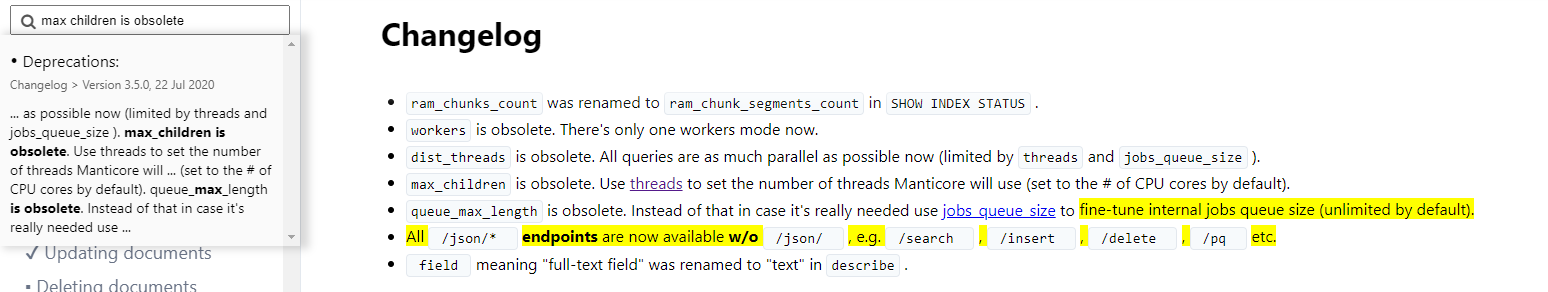 max children is obsolete
• Deprecations:
Changelog > Version 3.5.0, 22 Jul 2020
... as possible now (limited by threads and
jobs_queue_size ). max_children is
obsolete. Use threads to set the number
of threads Manticore will ... (set to the # of
CPU cores by default). queue_max_length
is obsolete. Instead of that in case it's
really needed use ...
✓ Updating documents
▪ Deleting documents
Changelog
• ram_chunks_count was renamed to ram_chunk_segments_count in SHOW INDEX STATUS .
• workers is obsolete. There's only one workers mode now.
• dist_threads is obsolete. All queries are as much parallel as possible now (limited by threads and jobs_queue_size ).
• max_children is obsolete. Use threads to set the number of threads Manticore will use (set to the # of CPU cores by default).
• queue_max_length is obsolete. Instead of that in case it's really needed use jobs_queue_size to fine-tune internal jobs queue size (unlimited by default).
• All /json/* endpoints are now available w/o /json/ , e.g. /search , /insert , /delete , /pq etc.
• field meaning "full-text field" was renamed to "text" in describe .